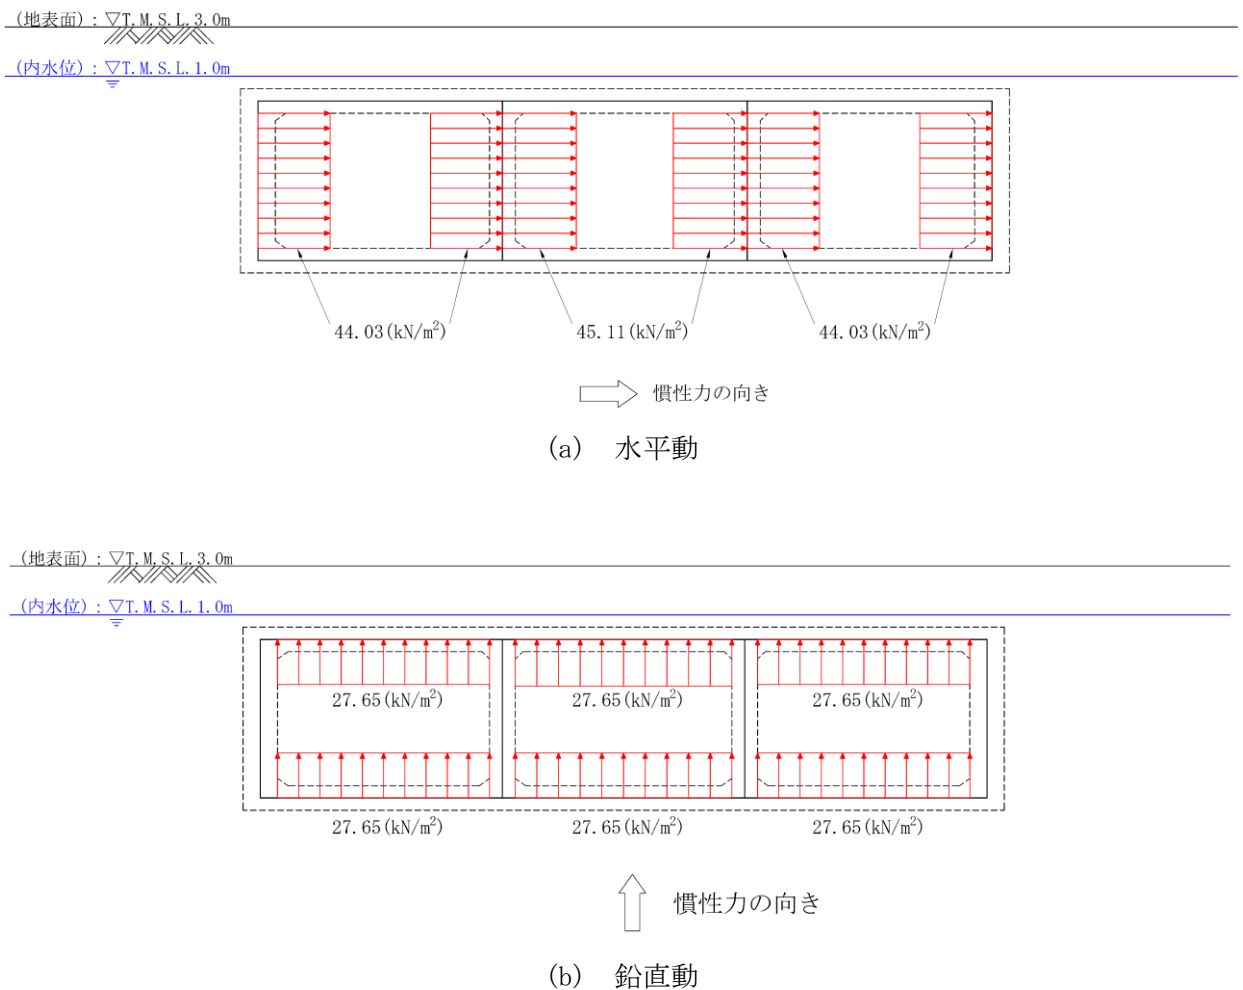 (地表面):▽T.M.S.L.3.0m
(内水位):▽T.M.S.L.1.0m
44.03(kN/m²) 45.11(kN/m²) 44.03(kN/m²)
慣性力の向き
(a) 水平動
(地表面):▽T.M.S.L.3.0m
(内水位):▽T.M.S.L.1.0m
27.65(kN/m²) 27.65(kN/m²) 27.65(kN/m²)
27.65(kN/m²) 27.65(kN/m²) 27.65(kN/m²)
慣性力の向き
(b) 鉛直動